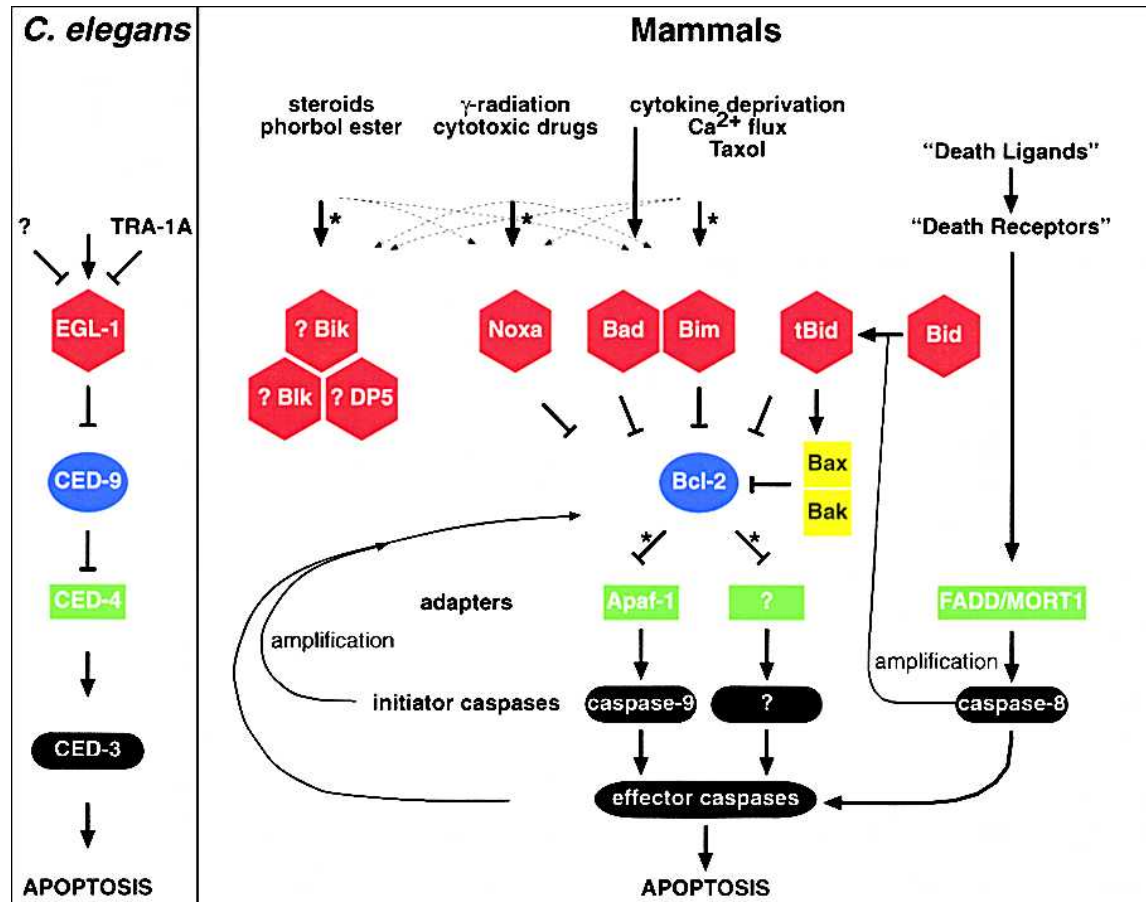 C. elegans
?
TRA-1A
EGL-1
CED-9
CED-4
CED-3
APOPTOSIS
Mammals
steroids
phorbol ester
γ-radiation
cytotoxic drugs
cytokine deprivation
Ca2+ flux
Taxol
"Death Ligands"
"Death Receptors"
*
*
*
? Bik
? Blk
? DP5
Noxa
Bad
Bim
tBid
Bid
Bax
Bak
Bcl-2
*
*
adapters
Apaf-1
?
FADD/MORT1
amplification
amplification
initiator caspases
caspase-9
?
caspase-8
effector caspases
APOPTOSIS